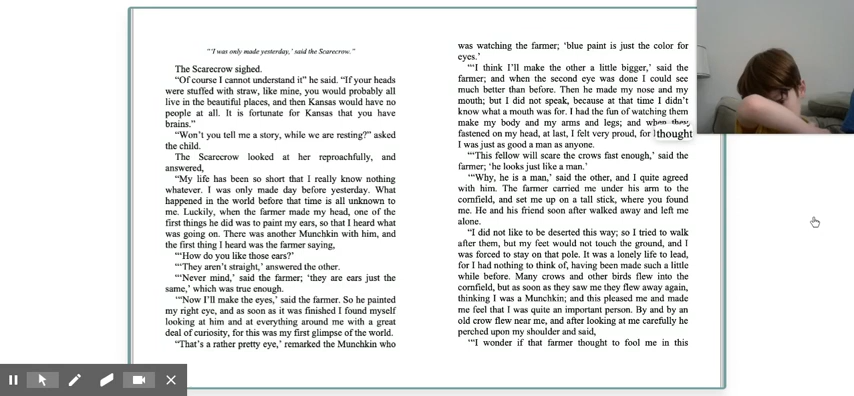 "'I was only made yesterday,' said the Scarecrow."
The Scarecrow sighed.
"Of course I cannot understand it" he said. "If your heads
were stuffed with straw, like mine, you would probably all
live in the beautiful places, and then Kansas would have no
people at all. It is fortunate for Kansas that you have
brains."
"Won't you tell me a story, while we are resting?" asked
the child.
The Scarecrow looked at her reproachfully, and
answered,
"My life has been so short that I really know nothing
whatever. I was only made day before yesterday. What
happened in the world before that time is all unknown to
me. Luckily, when the farmer made my head, one of the
first things he did was to paint my ears, so that I heard what
was going on. There was another Munchkin with him, and
the first thing I heard was the farmer saying,
"'How do you like those ears?'
"'They aren't straight,' answered the other.
"'Never mind,' said the farmer; 'they are ears just the
same,' which was true enough.
"'Now I'll make the eyes,' said the farmer. So he painted
my right eye, and as soon as it was finished I found myself
looking at him and at everything around me with a great
deal of curiosity, for this was my first glimpse of the world.
"'That's a rather pretty eye,' remarked the Munchkin who
was watching the farmer; 'blue paint is just the color for
eyes.'
"'I think I'll make the other a little bigger,' said the
farmer; and when the second eye was done I could see
much better than before. Then he made my nose and my
mouth; but I did not speak, because at that time I didn't
know what a mouth was for. I had the fun of watching them
make my body and my arms and legs; and when they
fastened on my head, at last, I felt very proud, for I thought
I was just as good a man as anyone.
"'This fellow will scare the crows fast enough,' said the
farmer; 'he looks just like a man.'
"'Why, he is a man,' said the other, and I quite agreed
with him. The farmer carried me under his arm to the
cornfield, and set me up on a tall stick, where you found
me. He and his friend soon after walked away and left me
alone.
"I did not like to be deserted this way; so I tried to walk
after them, but my feet would not touch the ground, and I
was forced to stay on that pole. It was a lonely life to lead,
for I had nothing to think of, having been made such a little
while before. Many crows and other birds flew into the
cornfield, but as soon as they saw me they flew away again,
thinking I was a Munchkin; and this pleased me and made
me feel that I was quite an important person. By and by an
old crow flew near me, and after looking at me carefully he
perched upon my shoulder and said,
"'I wonder if that farmer thought to fool me in this